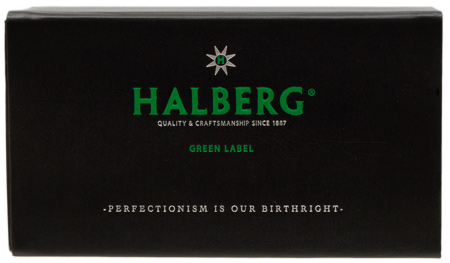 H
HALBERG®
QUALITY & CRAFTSMANSHIP SINCE 1887
GREEN LABEL
-PERFECTIONISM IS OUR BIRTHRIGHT-